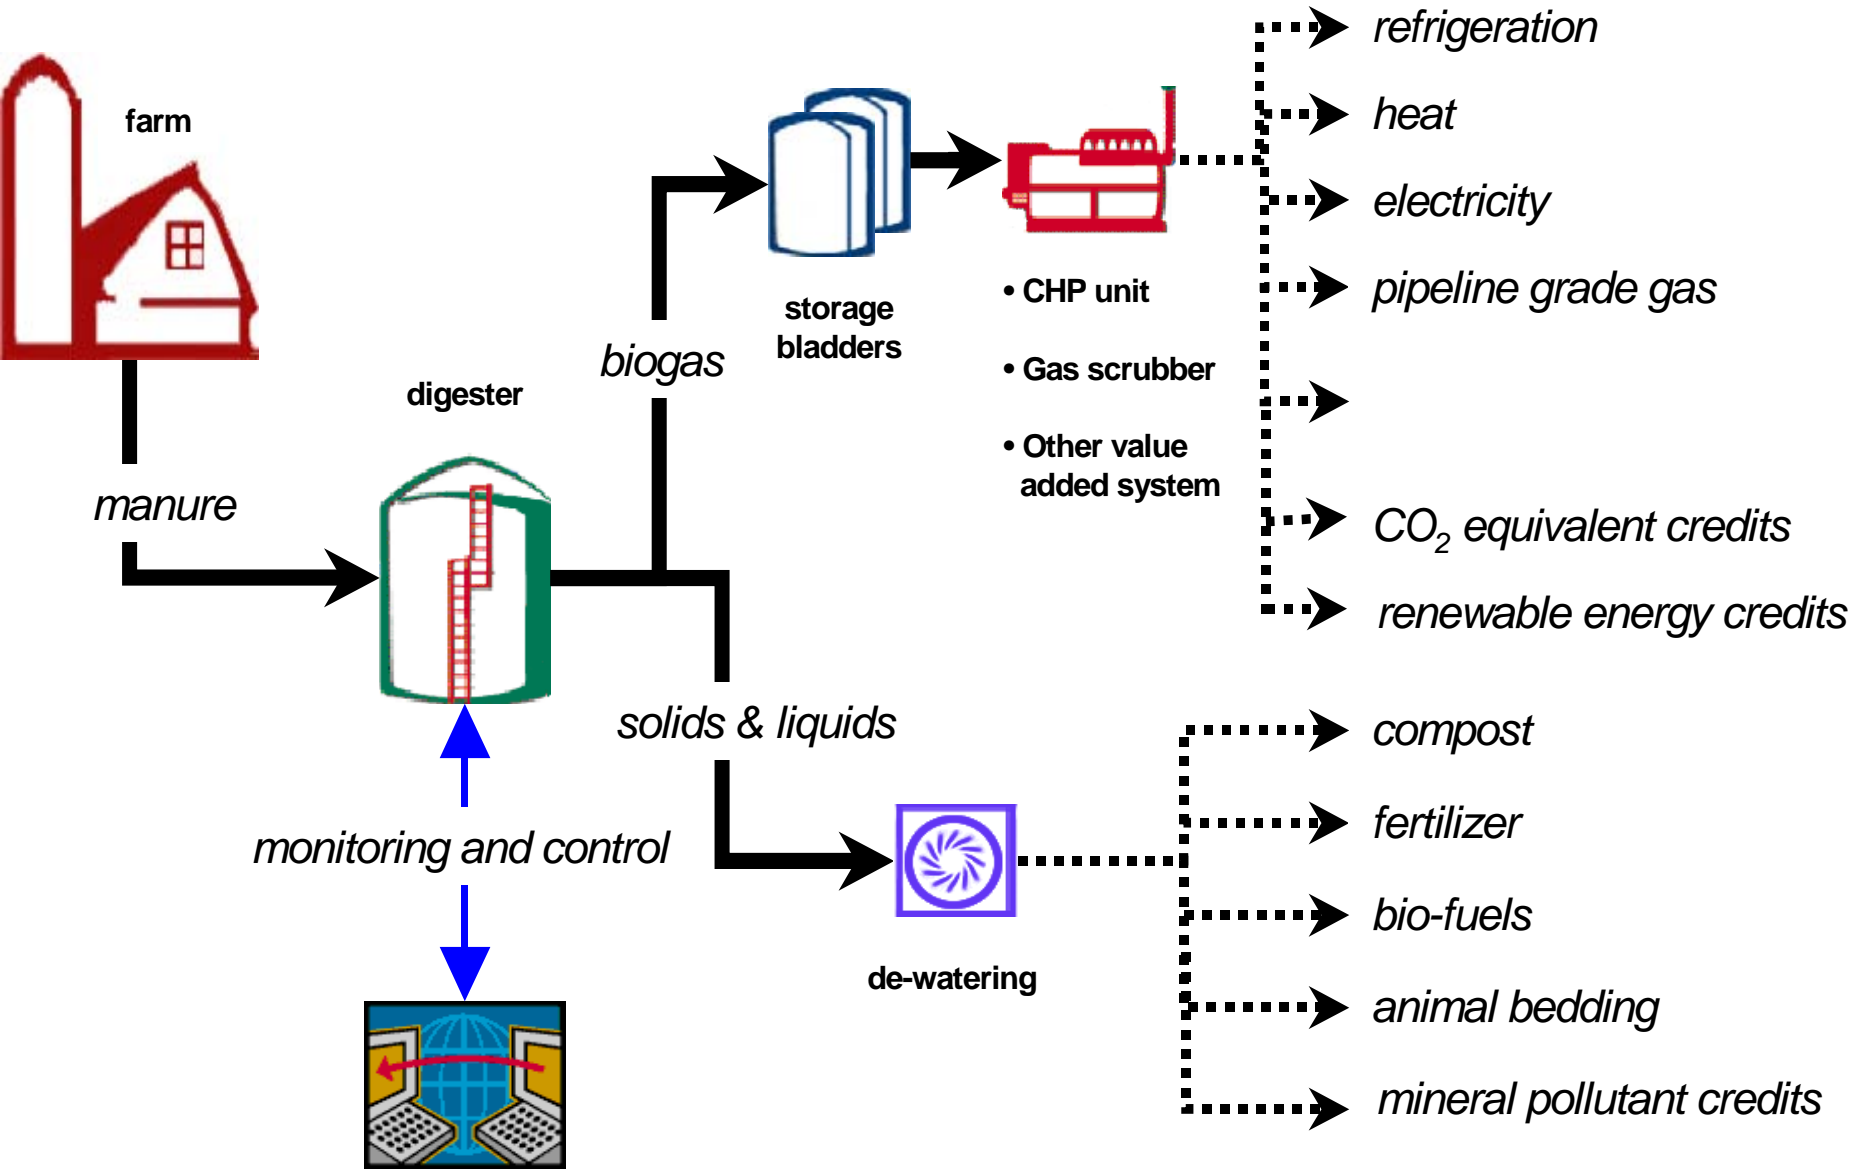 farm
manure
digester
biogas
storage
bladders
• CHP unit
• Gas scrubber
• Other value
added system
refrigeration
heat
electricity
pipeline grade gas
CO2 equivalent credits
renewable energy credits
solids & liquids
monitoring and control
de-watering
compost
fertilizer
bio-fuels
animal bedding
mineral pollutant credits